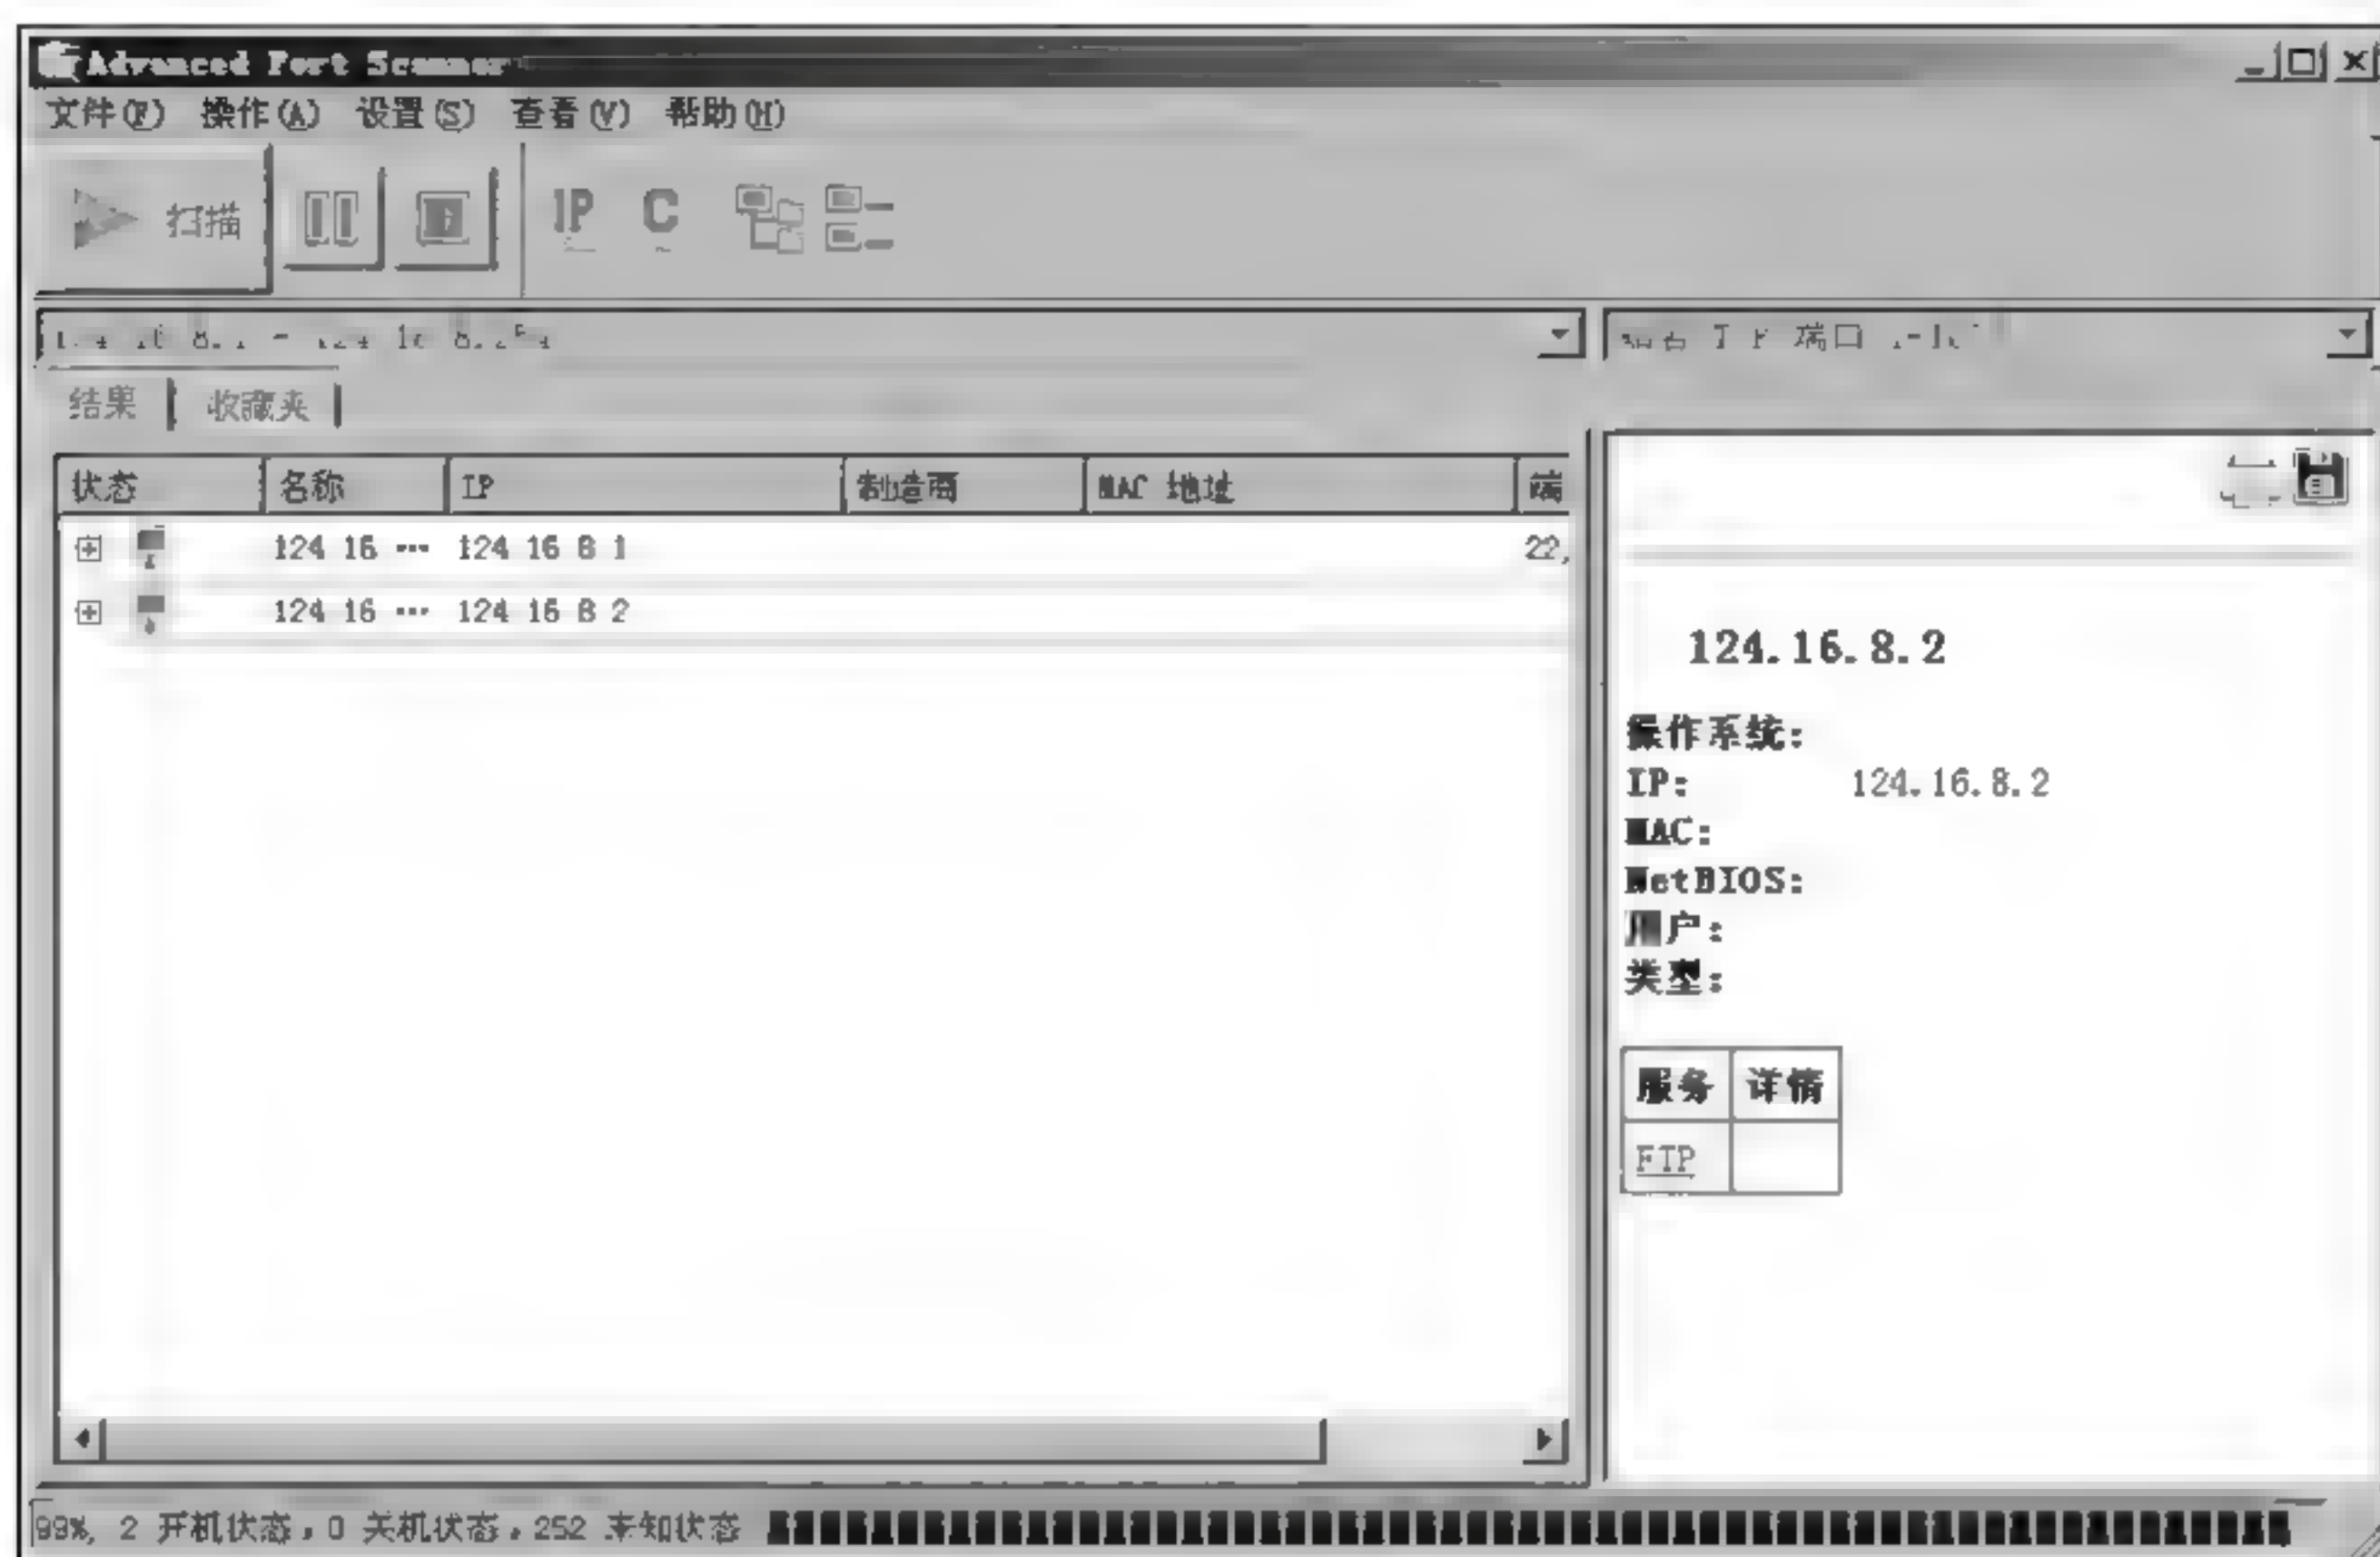 Advanced Port Scanner
文件(F) 操作(A) 设置(S) 查看(V) 帮助(H)
扫描 IP C
端口
结果 收藏夹
状态 名称 IP 制造商 MAC 地址 端
124 16 ... 124 16 8 1 22,
124 16 ... 124 16 8 2
124.16.8.2
操作系统:
IP: 124.16.8.2
MAC:
NetBIOS:
用户:
类型:
服务 详情
FTP
99%, 2 开机状态, 0 关机状态, 252 未知状态